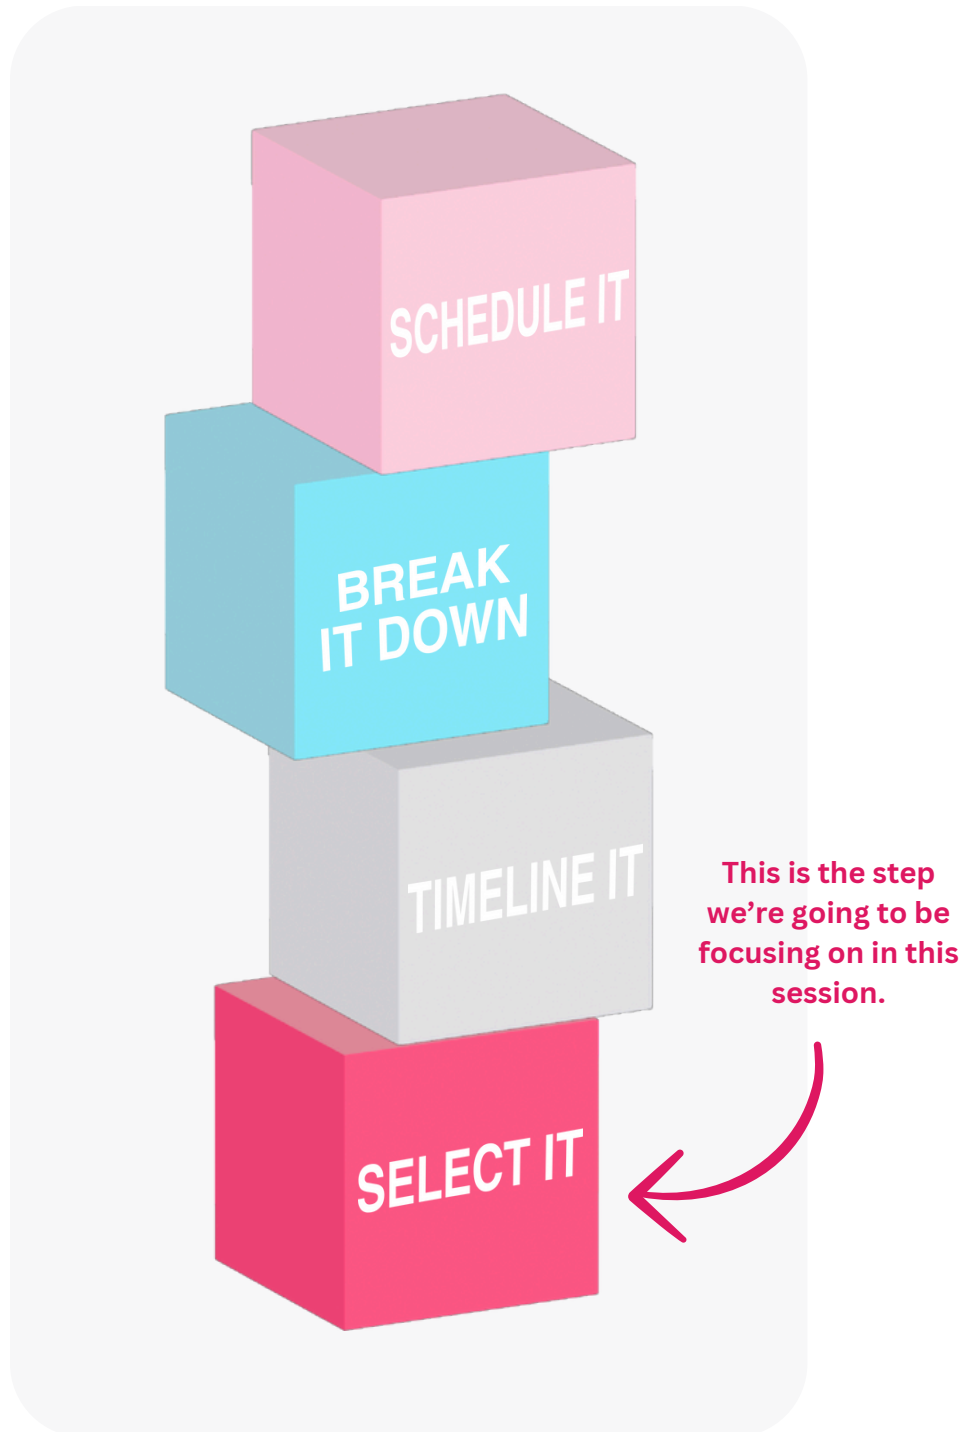 SCHEDULE IT
BREAK
IT DOWN
TIMELINE IT
This is the step
we’re going to be
focusing on in this
session.
SELECT IT